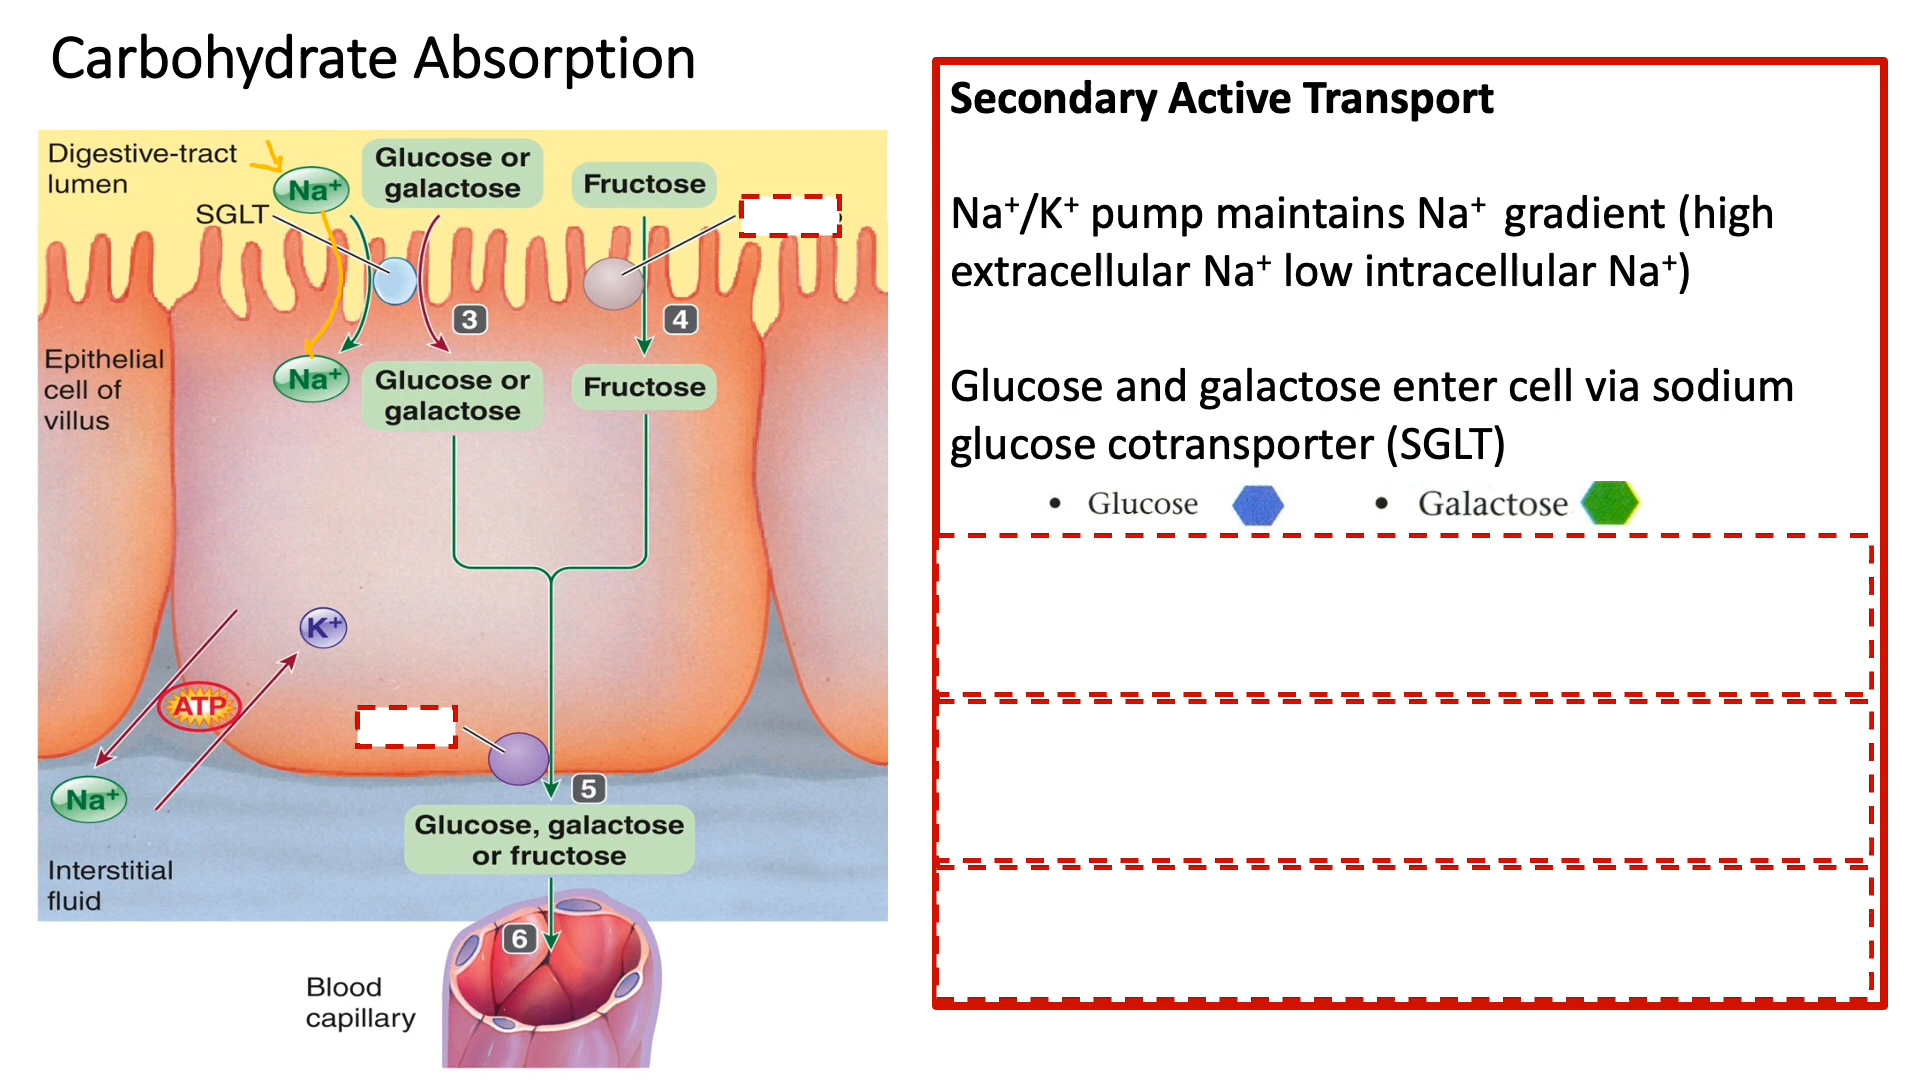 Carbohydrate Absorption
Digestive-tract
lumen
Na⁺
Glucose or
galactose
Fructose
SGLT
3
4
Epithelial
cell of
villus
Na⁺
Glucose or
galactose
Fructose
K⁺
ATP
Na⁺
5
Glucose, galactose
or fructose
Interstitial
fluid
6
Blood
capillary
Secondary Active Transport
Na⁺/K⁺ pump maintains Na⁺ gradient (high
extracellular Na⁺ low intracellular Na⁺)
Glucose and galactose enter cell via sodium
glucose cotransporter (SGLT)
• Glucose • Galactose